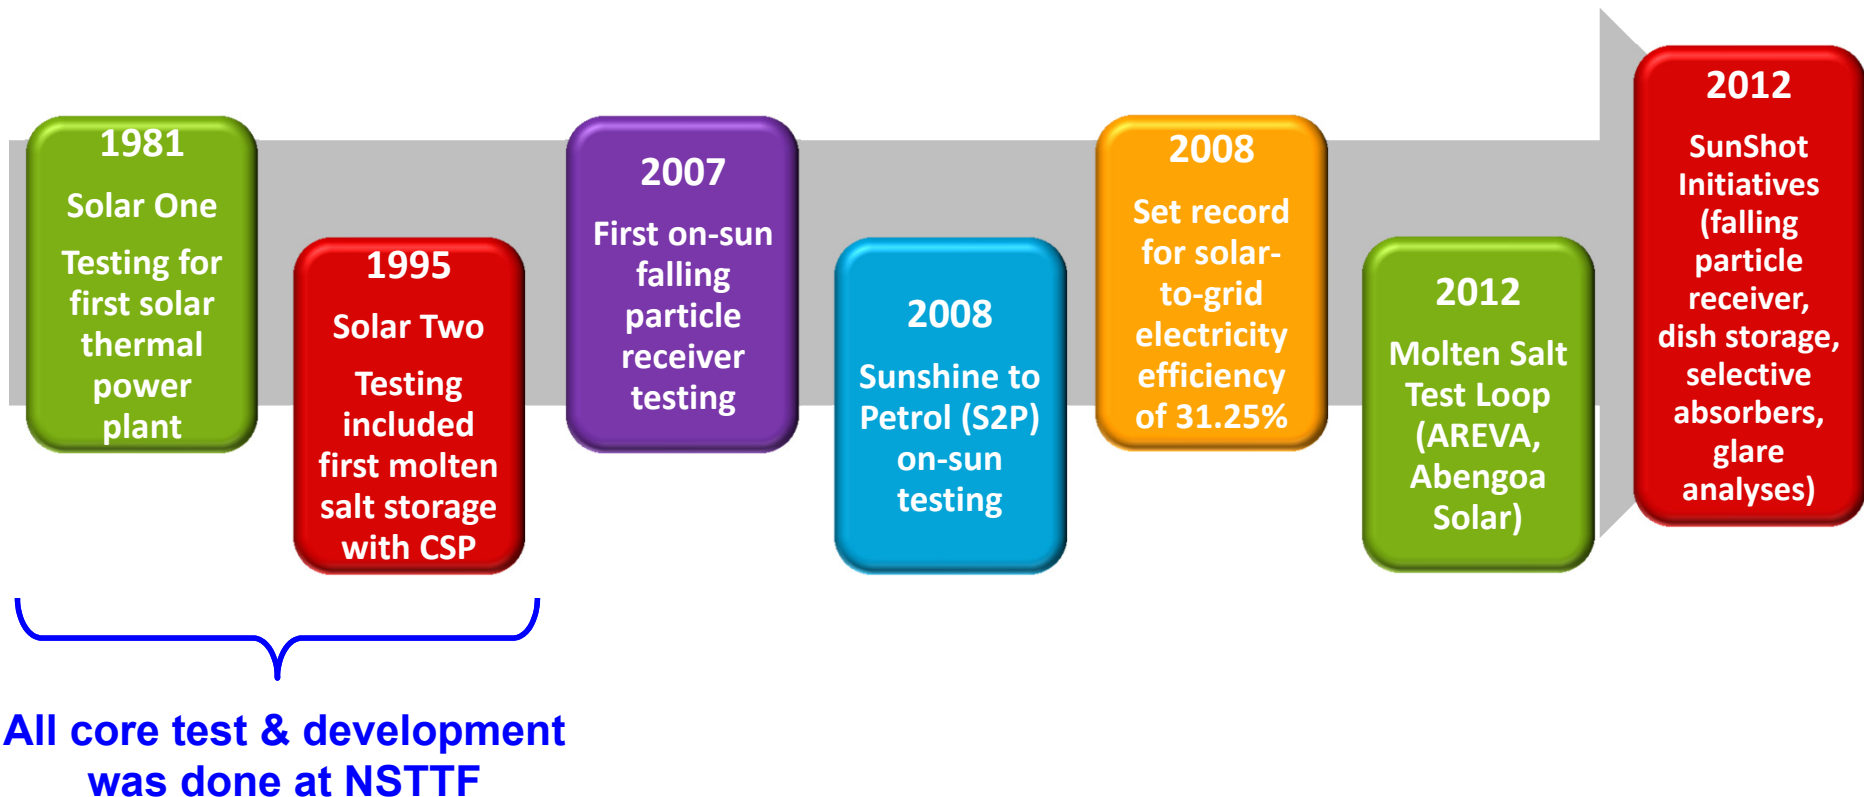 1981
Solar One
Testing for
first solar
thermal
power
plant
1995
Solar Two
Testing
included
first molten
salt storage
with CSP
2007
First on-sun
falling
particle
receiver
testing
2008
Sunshine to
Petrol (S2P)
on-sun
testing
2008
Set record
for solar-
to-grid
electricity
efficiency
of 31.25%
2012
Molten Salt
Test Loop
(AREVA,
Abengoa
Solar)
2012
SunShot
Initiatives
(falling
particle
receiver,
dish storage,
selective
absorbers,
glare
analyses)
All core test & development
was done at NSTTF